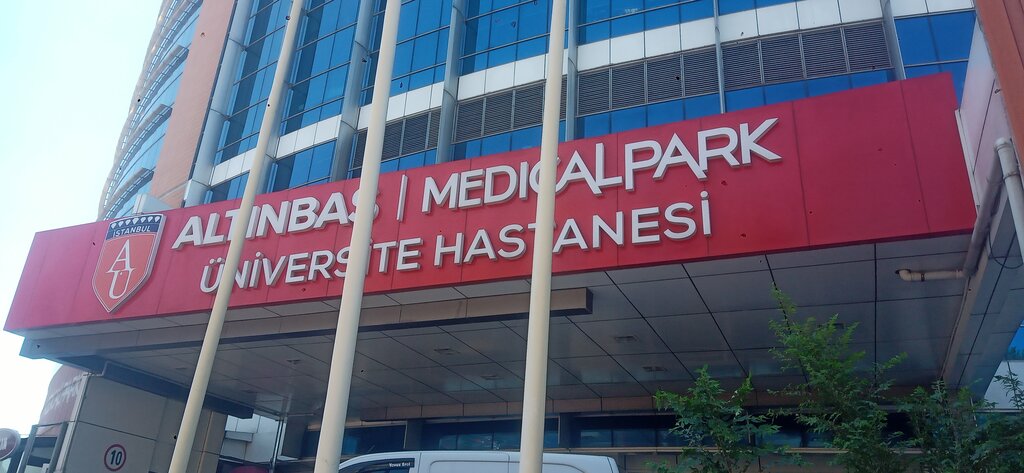 ALTINBAŞ | MEDICALPARK
ÜNİVERSİTE HASTANESİ
İSTANBUL
AU
10